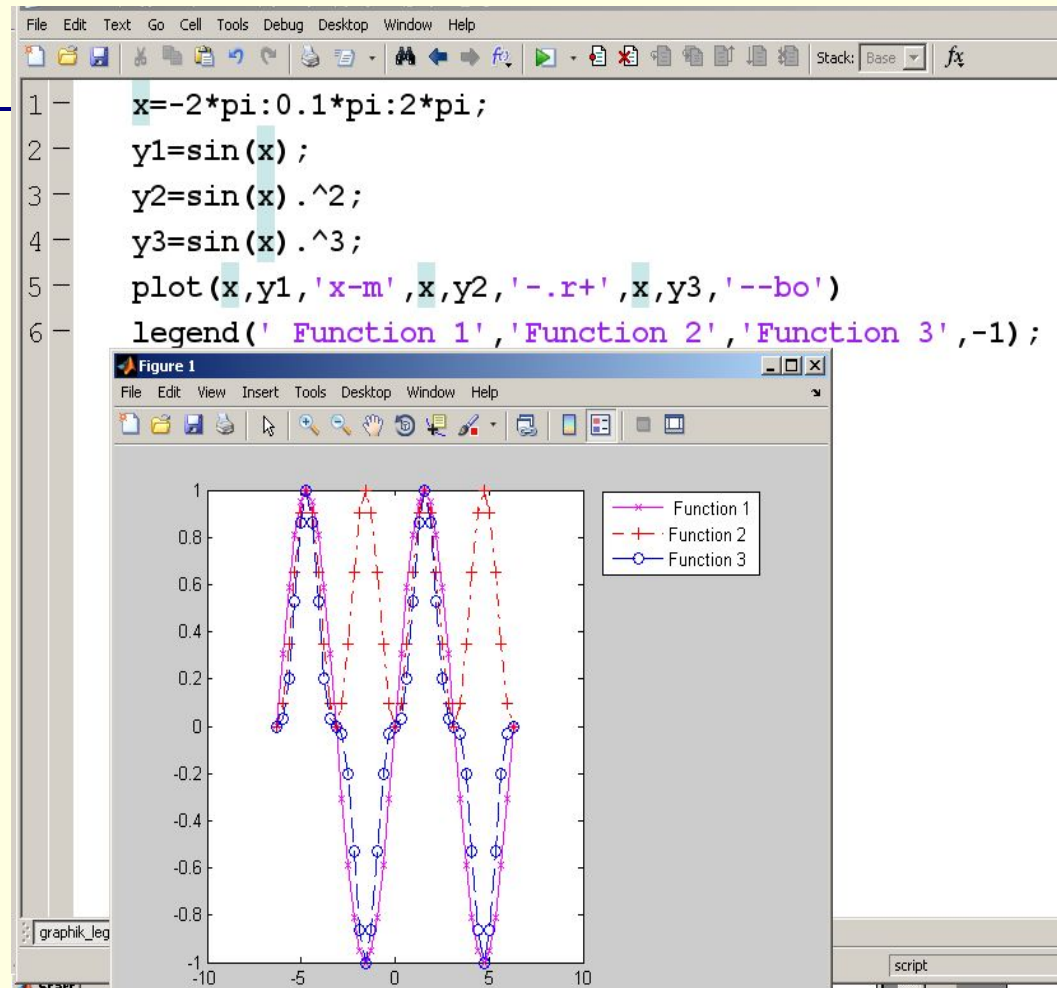 File Edit Text Go Cell Tools Debug Desktop Window Help
Stack: Base fx
1 - x=-2*pi:0.1*pi:2*pi;
2 - y1=sin(x);
3 - y2=sin(x).^2;
4 - y3=sin(x).^3;
5 - plot(x,y1,'x-m',x,y2,'-.r+',x,y3,'--bo')
6 - legend(' Function 1','Function 2','Function 3',-1);
Figure 1
File Edit View Insert Tools Desktop Window Help
1
0.8
0.6
0.4
0.2
0
-0.2
-0.4
-0.6
-0.8
-1
-10 -5 0 5 10
Function 1
Function 2
Function 3
graphik_leg
script